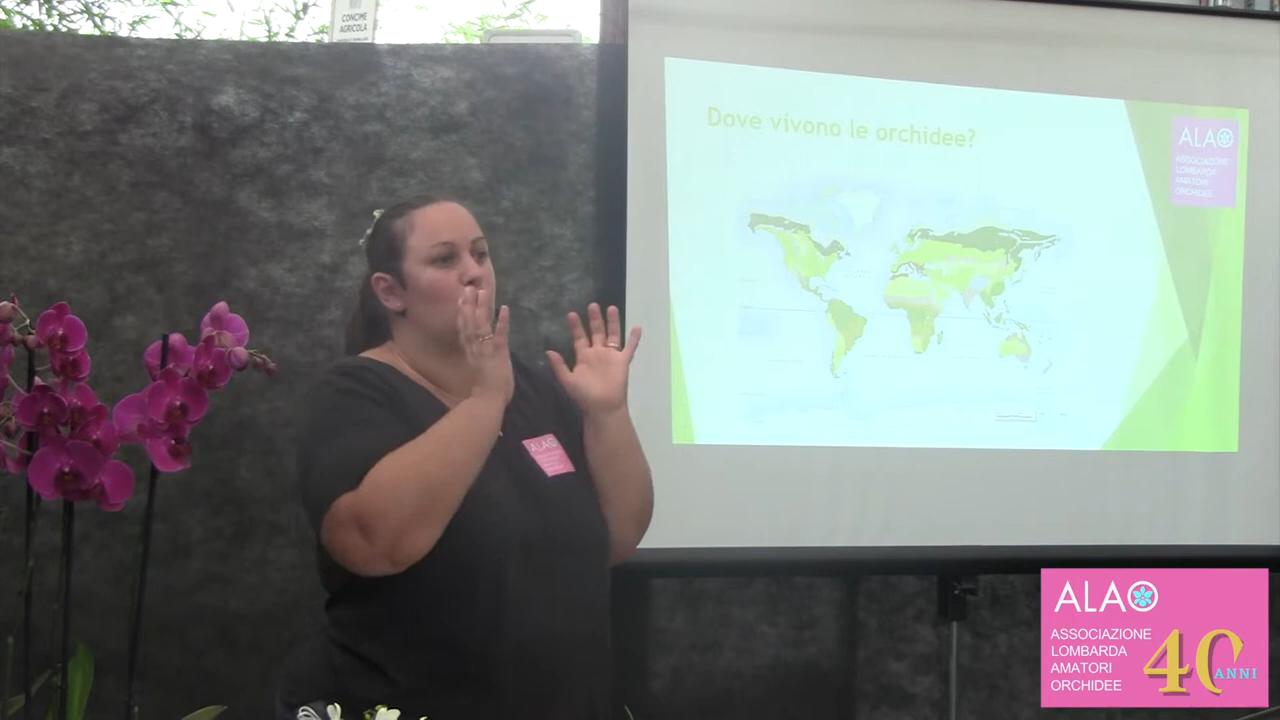 CONCIME
AGRICOLA
Dove vivono le orchidee?
ALAO
ASSOCIAZIONE
LOMBARDA
AMATORI
ORCHIDEE
ALAO
ALAO
ASSOCIAZIONE
LOMBARDA
AMATORI
ORCHIDEE
40
ANNI